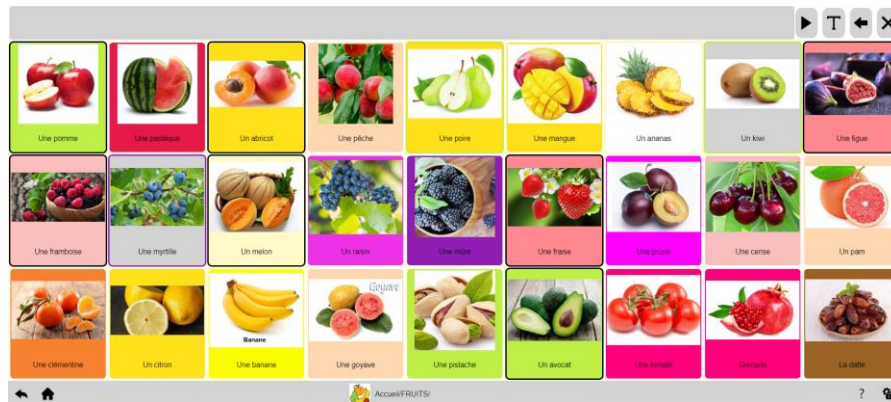 T
Une pomme
Une pastèque
Un abricot
Une pêche
Une poire
Une mangue
Un ananas
Un kiwi
Une figue
Une framboise
Une myrtille
Un melon
Un raisin
Une mûre
Une fraise
Une prune
Une cerise
Un pam
Goyave
Banane
Une clémentine
Un citron
Une banane
Une goyave
Une pistache
Un avocat
Une tomate
Grenade
La datte
Accueil/FRUITS/
?